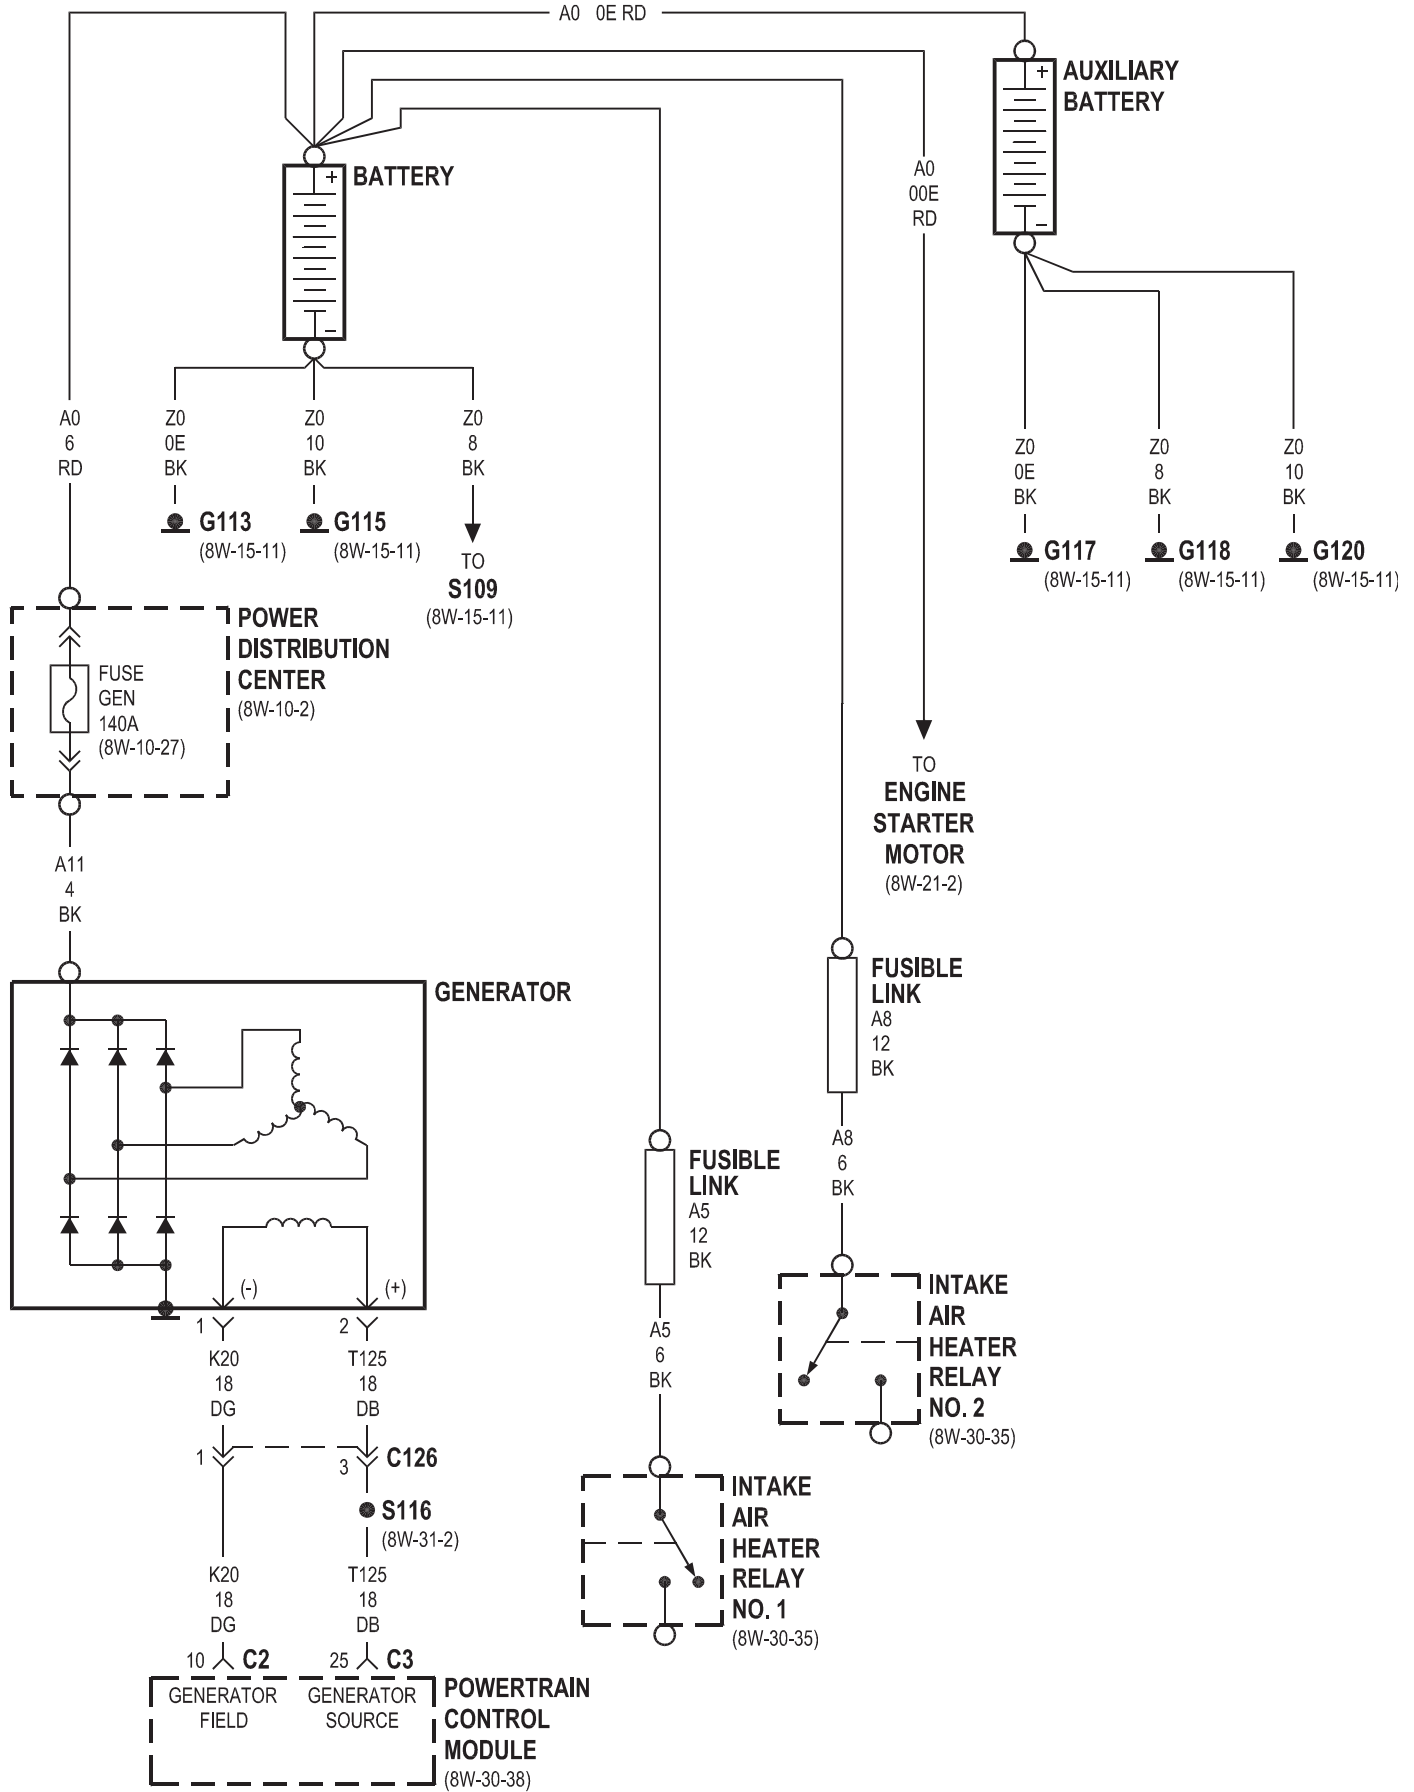 A0 0E RD
AUXILIARY
BATTERY
+
-
BATTERY
+
-
A0
00E
RD
A0
6
RD
Z0
0E
BK
Z0
10
BK
Z0
8
BK
G113
(8W-15-11)
G115
(8W-15-11)
TO
S109
(8W-15-11)
Z0
0E
BK
Z0
8
BK
Z0
10
BK
G117
(8W-15-11)
G118
(8W-15-11)
G120
(8W-15-11)
POWER
DISTRIBUTION
CENTER
(8W-10-2)
FUSE
GEN
140A
(8W-10-27)
TO
ENGINE
STARTER
MOTOR
(8W-21-2)
A11
4
BK
GENERATOR
FUSIBLE
LINK
A8
12
BK
A8
6
BK
FUSIBLE
LINK
A5
12
BK
A5
6
BK
(-)
(+)
1
2
K20
18
DG
T125
18
DB
1
3
C126
S116
(8W-31-2)
K20
18
DG
T125
18
DB
10
C2
25
C3
GENERATOR
FIELD
GENERATOR
SOURCE
POWERTRAIN
CONTROL
MODULE
(8W-30-38)
INTAKE
AIR
HEATER
RELAY
NO. 2
(8W-30-35)
INTAKE
AIR
HEATER
RELAY
NO. 1
(8W-30-35)